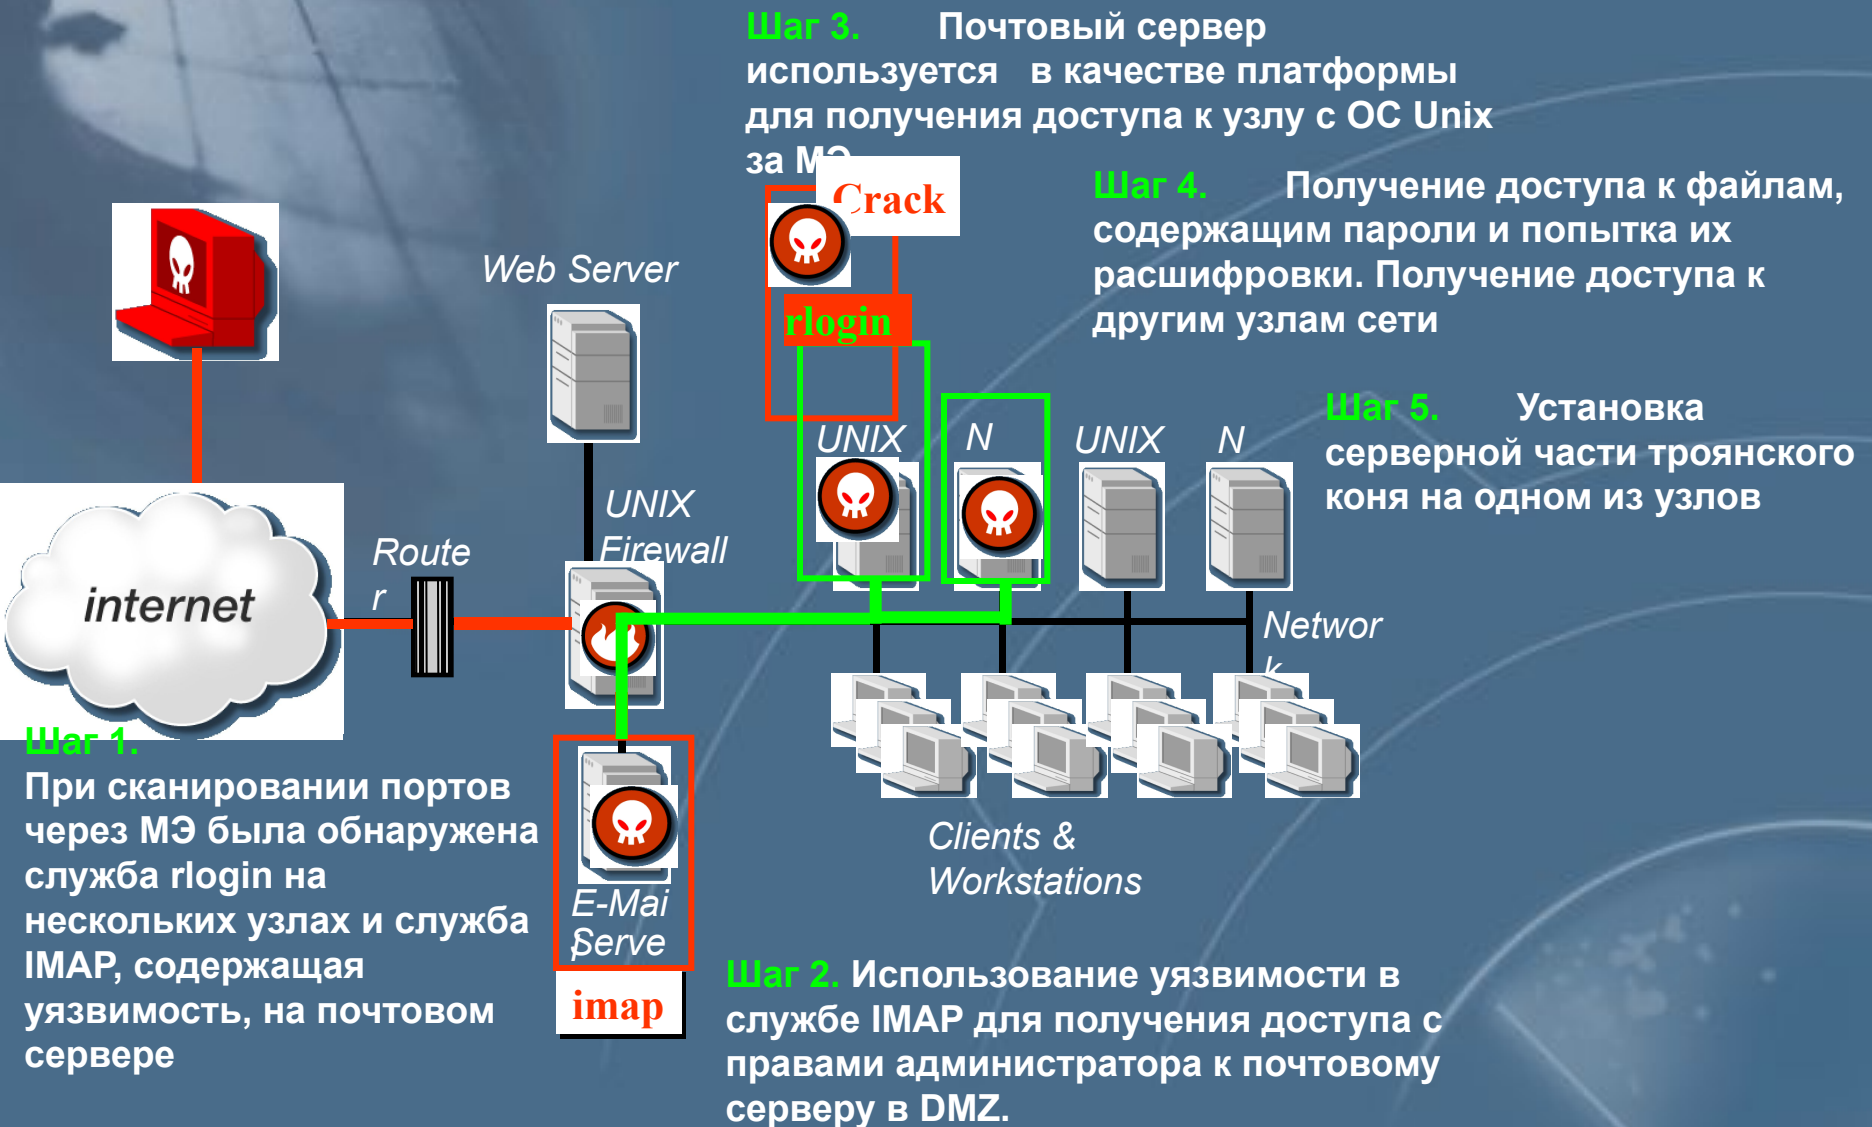 Шаг 3. Почтовый сервер
используется в качестве платформы
для получения доступа к узлу с ОС Unix
за МЭ
Crack
Шаг 4. Получение доступа к файлам,
содержащим пароли и попытка их
расшифровки. Получение доступа к
другим узлам сети
Web Server
rlogin
Шаг 5. Установка
серверной части троянского
коня на одном из узлов
UNIX
N
UNIX
N
UNIX
Firewall
Route
r
internet
Networ
k
Шаг 1.
При сканировании портов
через МЭ была обнаружена
служба rlogin на
нескольких узлах и служба
IMAP, содержащая
уязвимость, на почтовом
сервере
Clients &
Workstations
E-Mai
Serve
imap
Шаг 2. Использование уязвимости в
службе IMAP для получения доступа с
правами администратора к почтовому
серверу в DMZ.